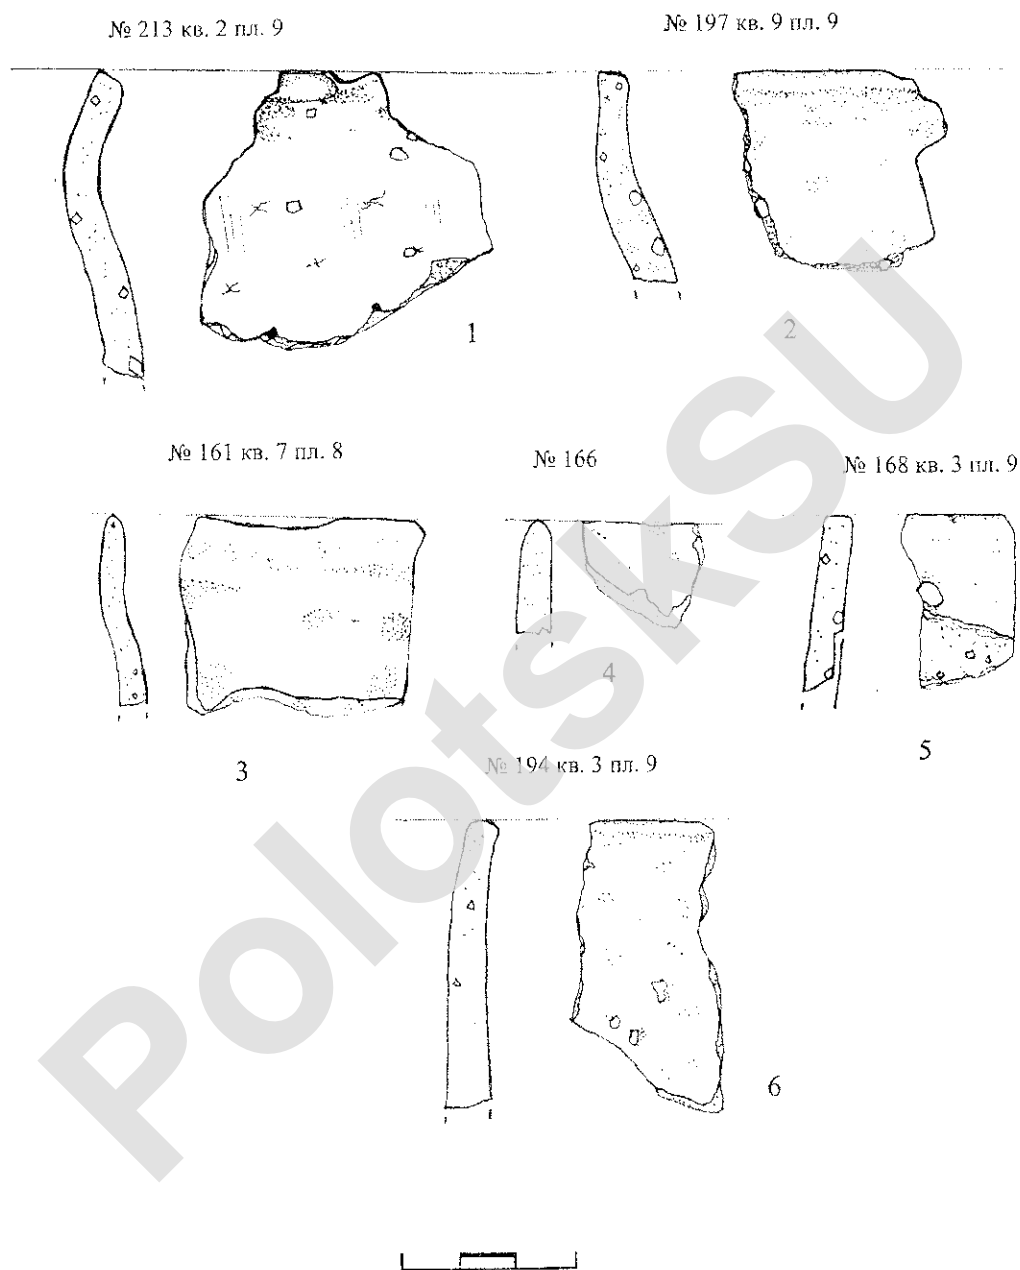 № 213 кв. 2 пл. 9
№ 197 кв. 9 пл. 9
1
2
№ 161 кв. 7 пл. 8
№ 166
№ 168 кв. 3 пл. 9
3
4
5
№ 194 кв. 3 пл. 9
6
PolotskSU